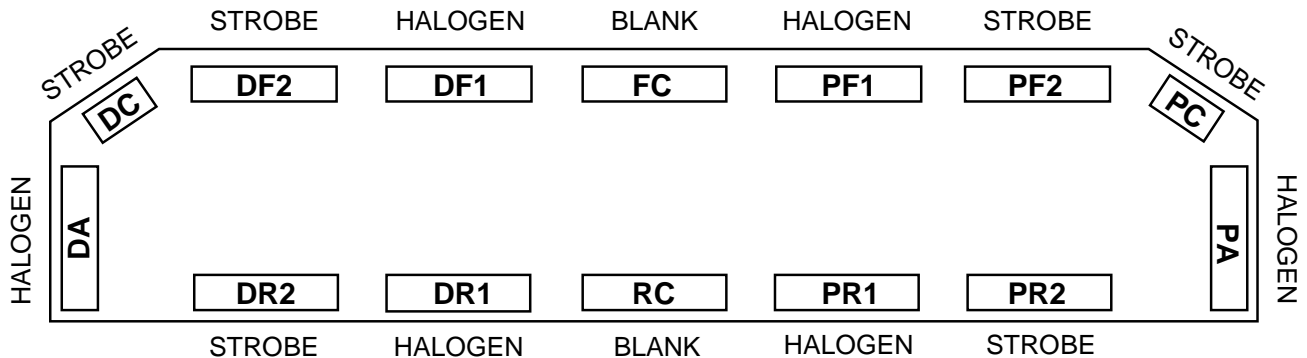 STROBE HALOGEN BLANK HALOGEN STROBE
STROBE STROBE
DF2 DF1 FC PF1 PF2
DC PC
HALOGEN HALOGEN
DA PA
DR2 DR1 RC PR1 PR2
STROBE HALOGEN BLANK HALOGEN STROBE